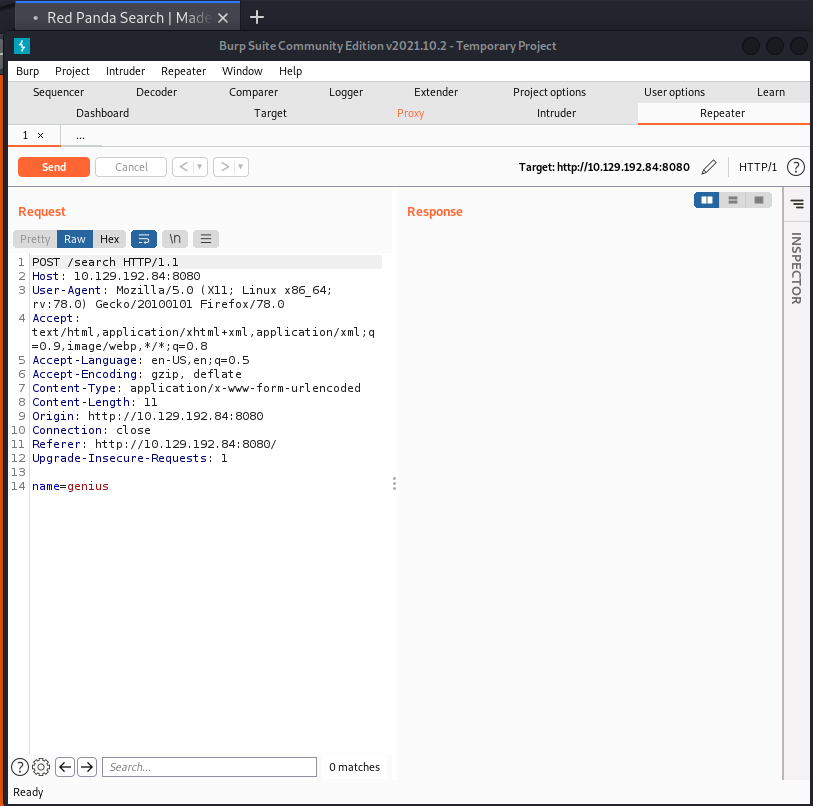 Red Panda Search | Made
Burp Suite Community Edition v2021.10.2 - Temporary Project
Burp Project Intruder Repeater Window Help
Sequencer Decoder Comparer Logger Extender Project options User options Learn
Dashboard Target Proxy Intruder Repeater
1 × ...
Send Cancel < > Target: http://10.129.192.84:8080 HTTP/1 ?
Request Response
Pretty Raw Hex \n
1 POST /search HTTP/1.1
2 Host: 10.129.192.84:8080
3 User-Agent: Mozilla/5.0 (X11; Linux x86_64;
rv:78.0) Gecko/20100101 Firefox/78.0
4 Accept:
text/html,application/xhtml+xml,application/xml;q
=0.9,image/webp,*/*;q=0.8
5 Accept-Language: en-US,en;q=0.5
6 Accept-Encoding: gzip, deflate
7 Content-Type: application/x-www-form-urlencoded
8 Content-Length: 11
9 Origin: http://10.129.192.84:8080
10 Connection: close
11 Referer: http://10.129.192.84:8080/
12 Upgrade-Insecure-Requests: 1
13
14 name=genius
INSPECTOR
? Search... 0 matches
Ready